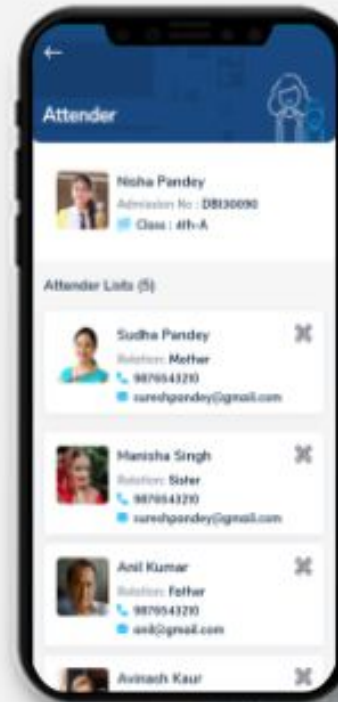 Attender
Nisha Pandey
Admission No : DBI30090
Class : 4th-A
Attender Lists (5)
Sudha Pandey
Relation: Mother
9876543210
sureshpandey@gmail.com
Manisha Singh
Relation: Sister
9876543210
sureshpandey@gmail.com
Anil Kumar
Relation: Father
9876543210
anil@gmail.com
Avinash Kaur